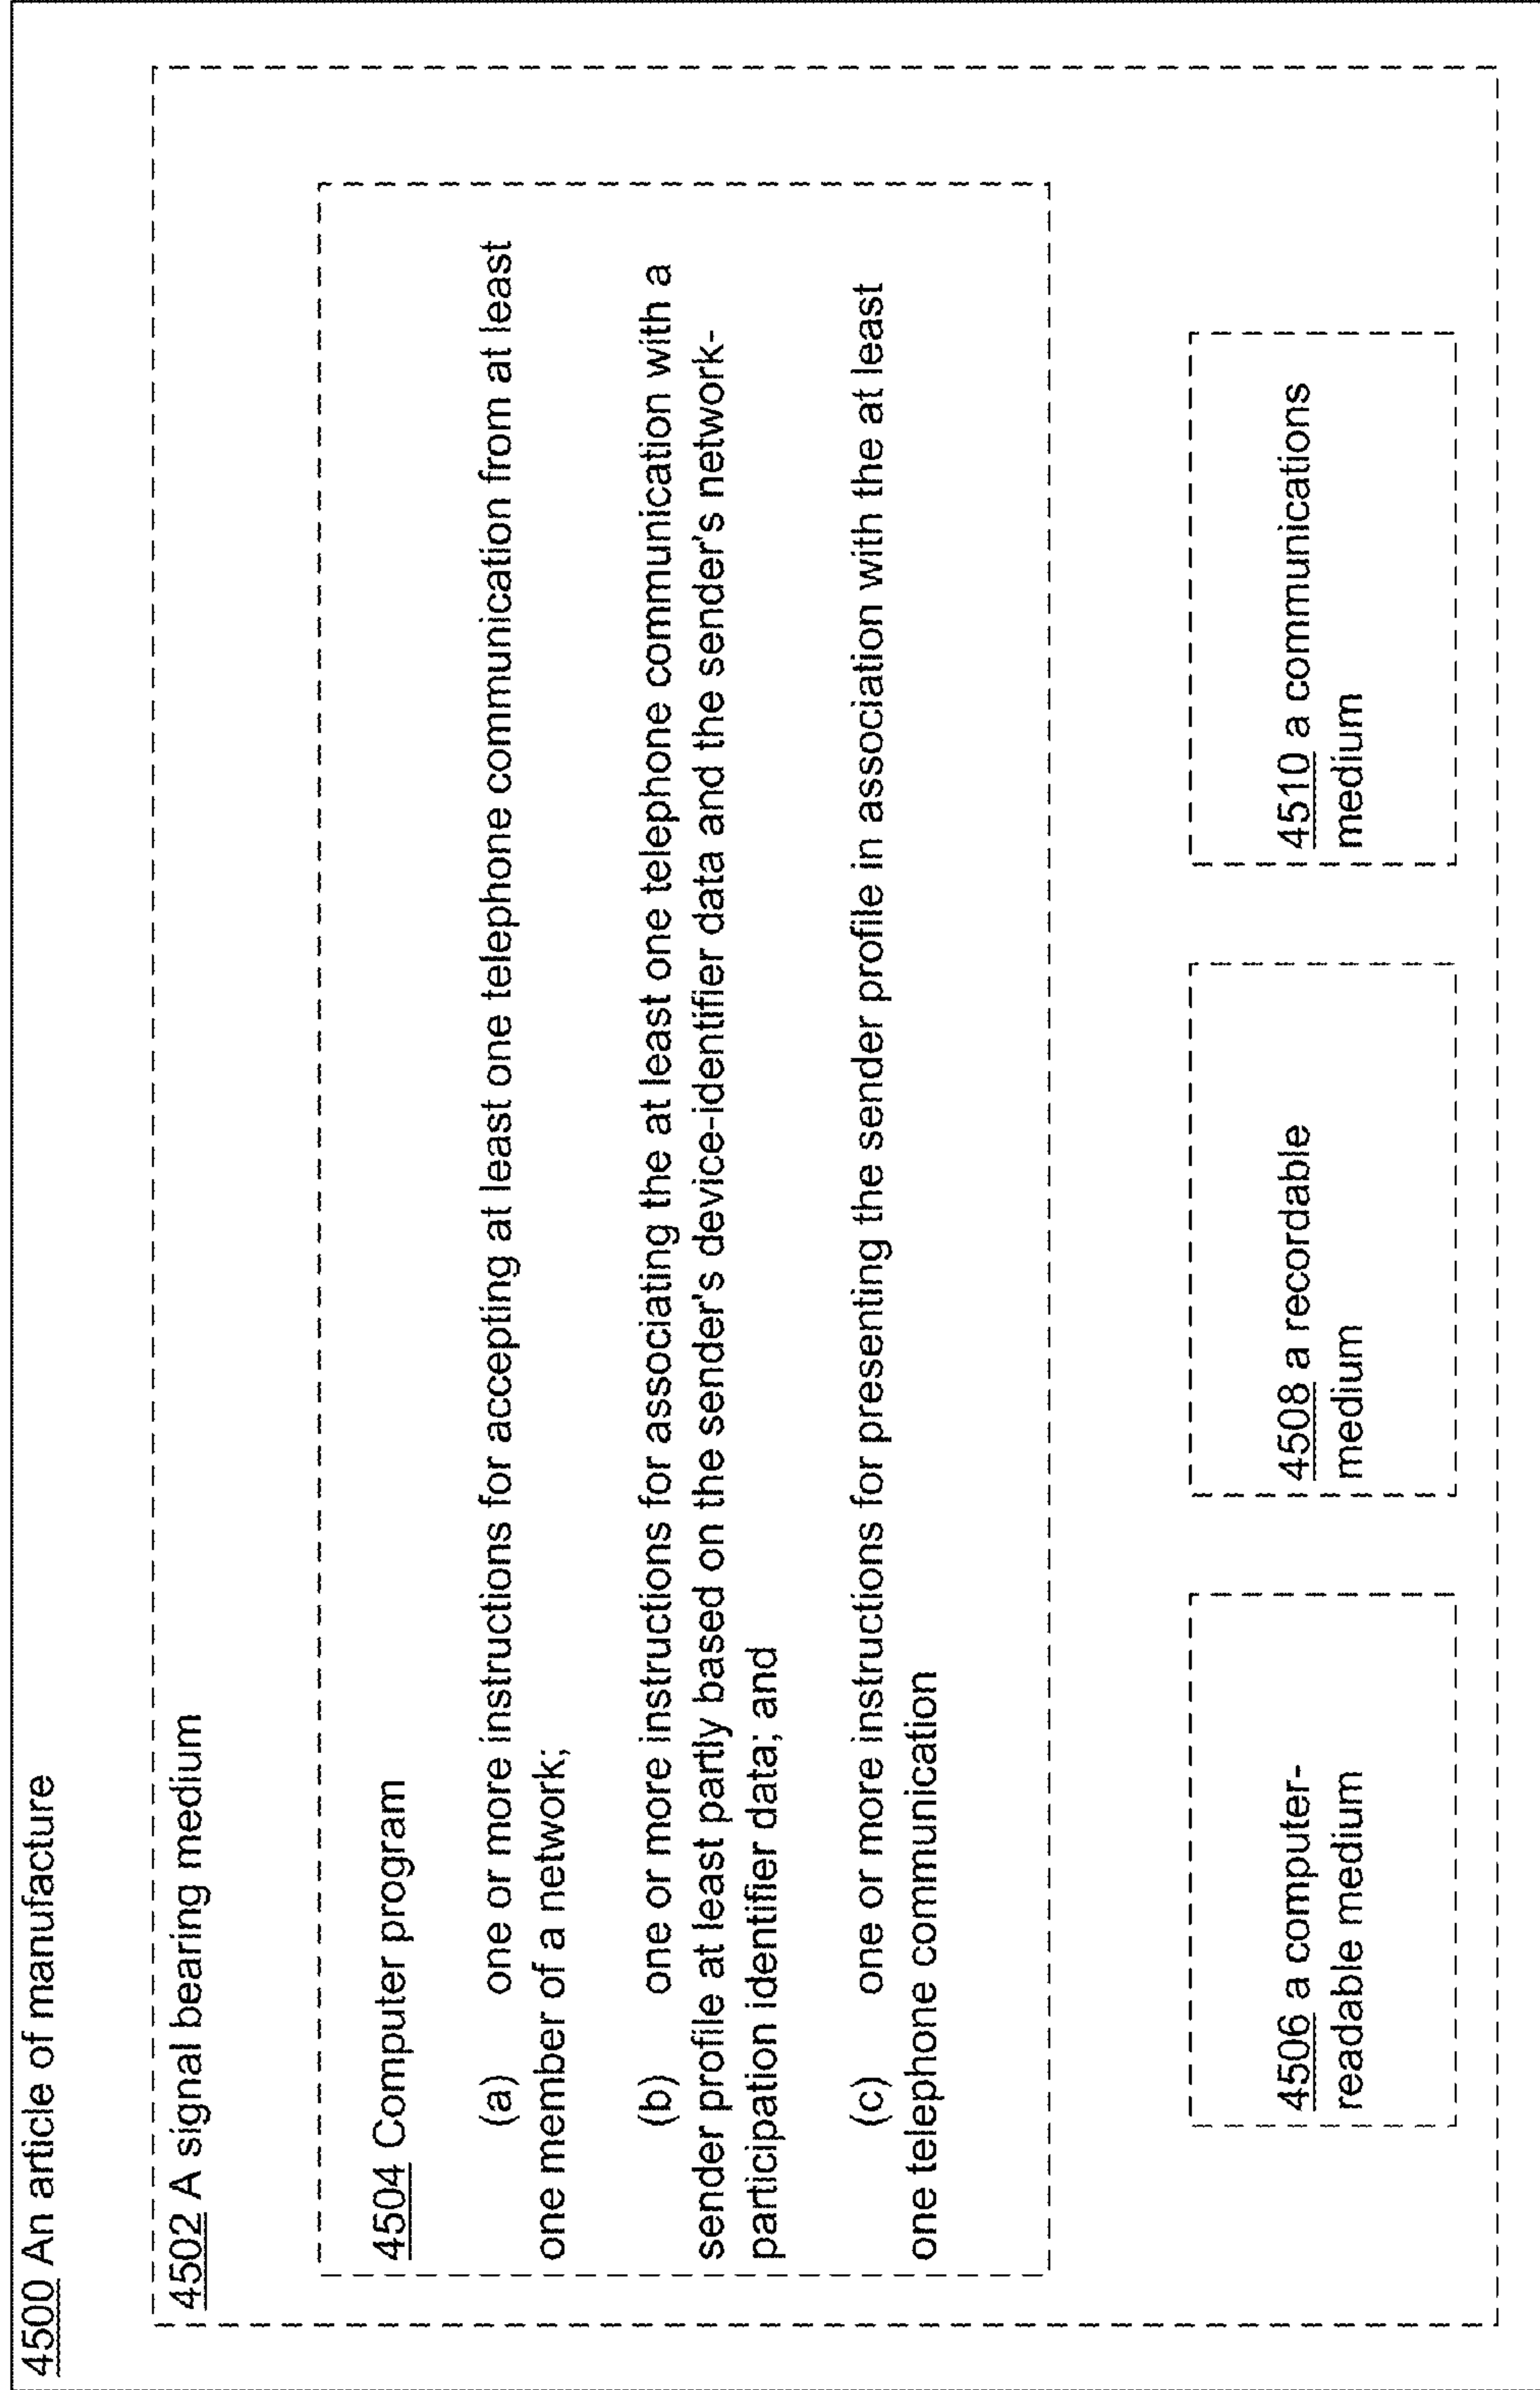 4500 An article of manufacture
4502 A signal bearing medium
4504 Computer program
(a) one or more instructions for accepting at least one telephone communication from at least
one member of a network;
(b) one or more instructions for associating the at least one telephone communication with a
sender profile at least partly based on the sender's device-identifier data and the sender's network-
participation identifier data; and
(c) one or more instructions for presenting the sender profile in association with the at least
one telephone communication
4506 a computer-
readable medium
4508 a recordable
medium
4510 a communications
medium